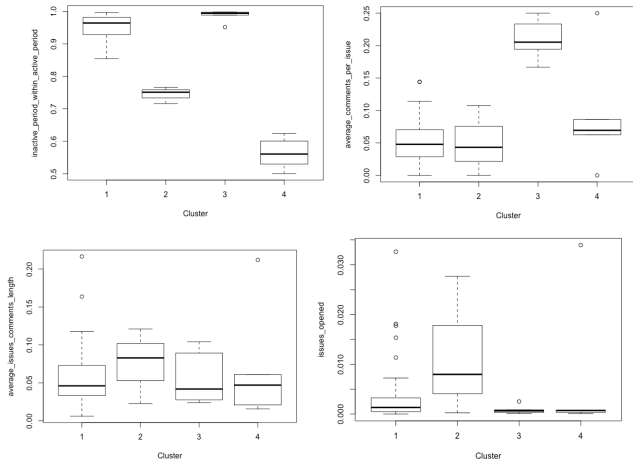 inactive_period_within_active_period
1.0
0.9
0.8
0.7
0.6
0.5
1 2 3 4
Cluster
average_comments_per_issue
0.25
0.20
0.15
0.10
0.05
0.00
1 2 3 4
Cluster
average_issues_comments_length
0.20
0.15
0.10
0.05
0.00
1 2 3 4
Cluster
issues_opened
0.030
0.020
0.010
0.000
1 2 3 4
Cluster